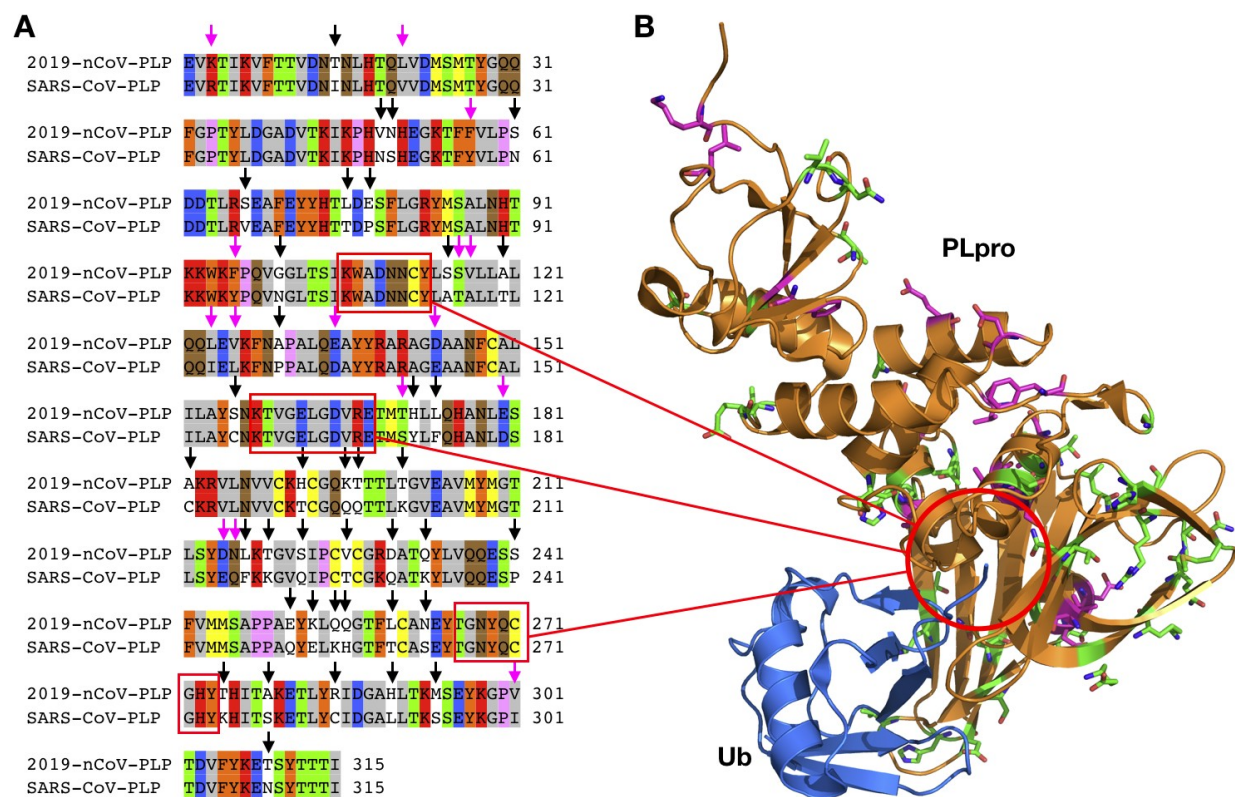 A
B
2019-nCoV-PLP EVKTIKVFTTVDNTNLHTQLVDMSMTYGQQ 31
SARS-CoV-PLP EVRTIKVFTTVDNINLHTQVVDMSMTYGQQ 31
2019-nCoV-PLP FGPTYLDGADVTKIKPHVNHEGKTFFVLPS 61
SARS-CoV-PLP FGPTYLDGADVTKIKPHNSHEGKTFYVLPN 61
2019-nCoV-PLP DDTLRSEAFEYYHTLDESFLGRYMSALNHT 91
SARS-CoV-PLP DDTLRVEAFEYYHTTDPSFLGRYMSALNHT 91
2019-nCoV-PLP KKWKFPQVGGLTSIKWADNNCYLSSVLLAL 121
SARS-CoV-PLP KKWKYPQVNGLTSIKWADNNCYLATALLTL 121
2019-nCoV-PLP QQLEVKFNAPALQEAYYRARAGDAANFCAL 151
SARS-CoV-PLP QQIELKFNPPALQDAYYRARAGEAANFCAL 151
2019-nCoV-PLP ILAYSNKTVGELGDVRETMTHLLQHANLES 181
SARS-CoV-PLP ILAYCNKTVGELGDVRETMSYLFQHANLDS 181
2019-nCoV-PLP AKRVLNVVCKHCGQKTTTLTGVEAVMYMGT 211
SARS-CoV-PLP CKRVLNVVCKTCGQQQTTLKGVEAVMYMGT 211
2019-nCoV-PLP LSYDNLKTGVSIPCVCGRDATQYLVQQESS 241
SARS-CoV-PLP LSYEQFKKGVQIPCTCGKQATKYLVQQESP 241
2019-nCoV-PLP FVMMSAPPAEYKLQQGTFLCANEYTGNYQC 271
SARS-CoV-PLP FVMMSAPPAQYELKHGTFTCASEYTGNYQC 271
2019-nCoV-PLP GHYTHITAKETLYRIDGAHLTKMSEYKGPV 301
SARS-CoV-PLP GHYKHITSKETLYCIDGALLTKSSEYKGPI 301
2019-nCoV-PLP TDVFYKETSYTTTI 315
SARS-CoV-PLP TDVFYKENSYTTTI 315
PLpro
Ub